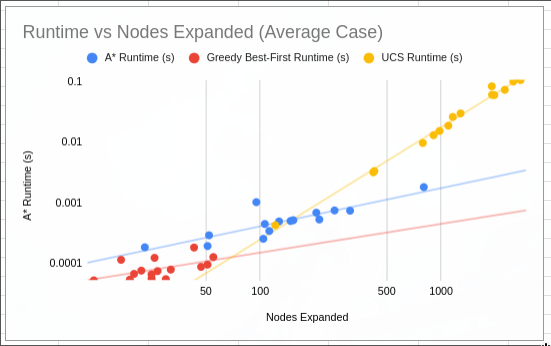 Runtime vs Nodes Expanded (Average Case)
A* Runtime (s) Greedy Best-First Runtime (s) UCS Runtime (s)
0.1
0.01
0.001
0.0001
A* Runtime (s)
50 100 500 1000
Nodes Expanded